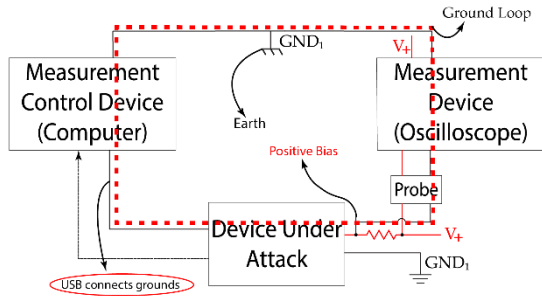 Ground Loop
GND1
V+
Measurement
Control Device
(Computer)
Measurement
Device
(Oscilloscope)
Earth
Positive Bias
Probe
Device Under
Attack
V+
GND1
USB connects grounds